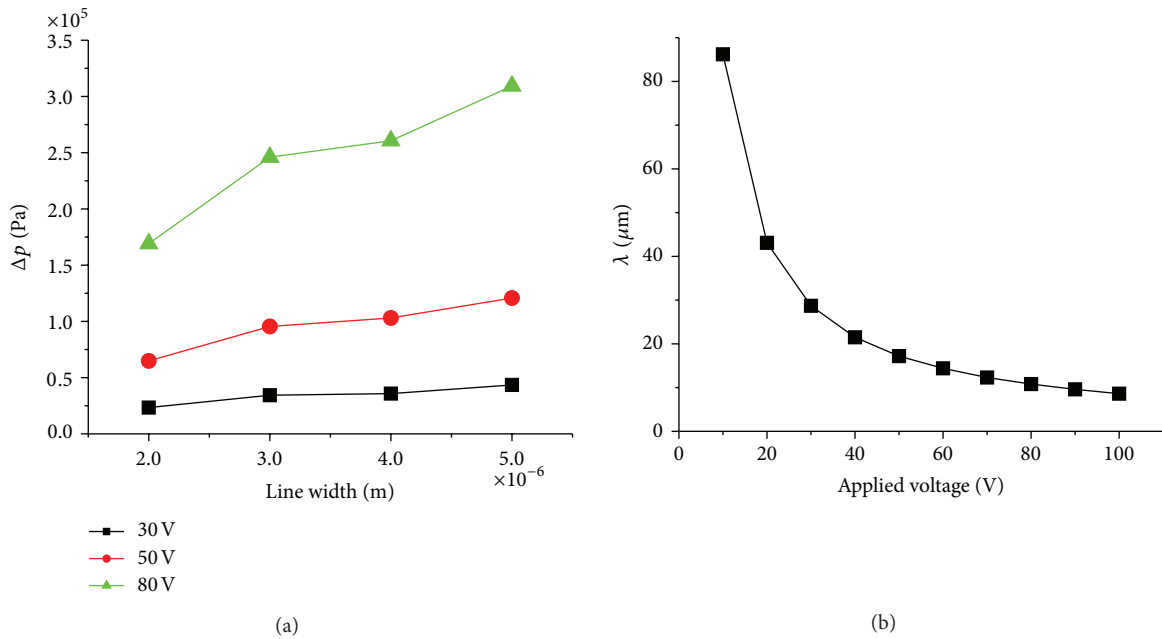 ×10⁵
3.5
3.0
2.5
2.0
1.5
1.0
0.5
0.0
Δp (Pa)
2.0 3.0 4.0 5.0
×10⁻⁶
Line width (m)
30 V
50 V
80 V
(a)
80
60
40
20
0
λ (μm)
0 20 40 60 80 100
Applied voltage (V)
(b)